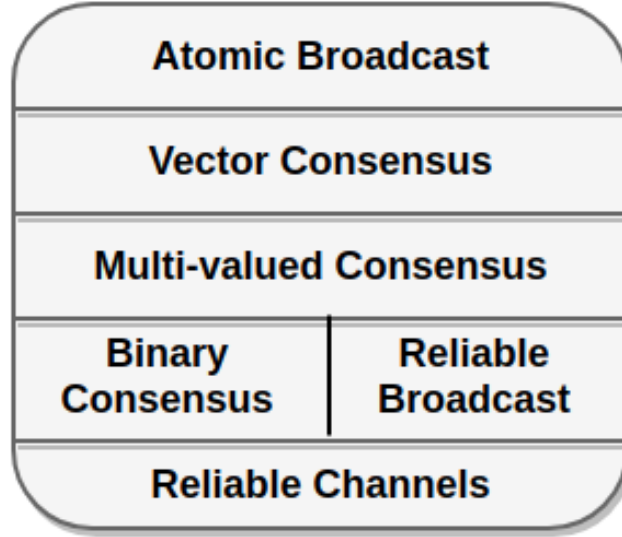 Atomic Broadcast
Vector Consensus
Multi-valued Consensus
Binary
Consensus
Reliable
Broadcast
Reliable Channels